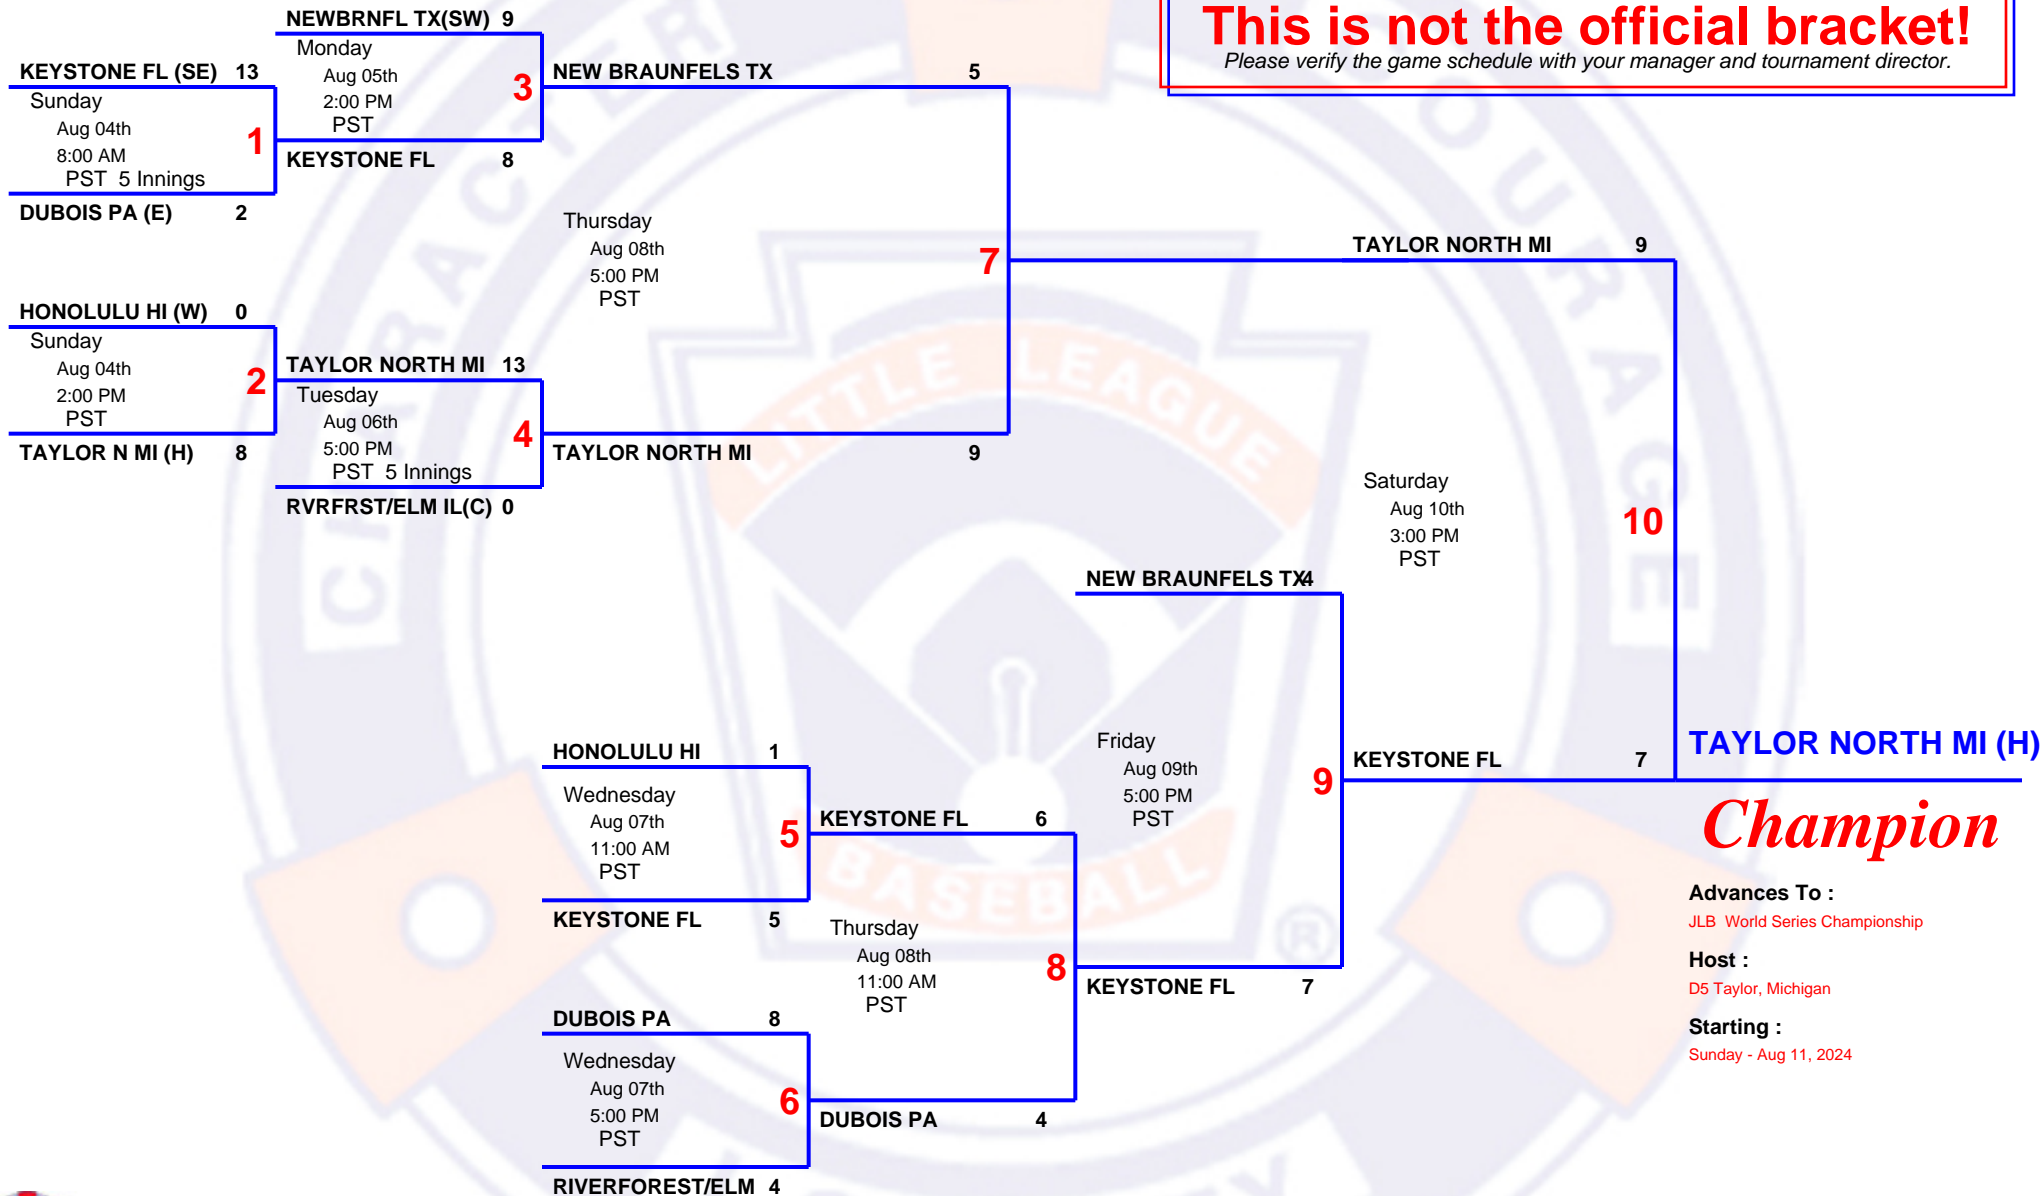 This is not the official bracket!
Please verify the game schedule with your manager and tournament director.
NEWBRNFL TX(SW) 9
Monday
Aug 05th
2:00 PM
PST
3
KEYSTONE FL 8
KEYSTONE FL (SE) 13
Sunday
Aug 04th
8:00 AM
PST 5 Innings
1
DUBOIS PA (E) 2
NEW BRAUNFELS TX 5
Thursday
Aug 08th
5:00 PM
PST
7
TAYLOR NORTH MI 9
HONOLULU HI (W) 0
Sunday
Aug 04th
2:00 PM
PST
2
TAYLOR N MI (H) 8
TAYLOR NORTH MI 13
Tuesday
Aug 06th
5:00 PM
PST 5 Innings
4
RVRFRST/ELM IL(C) 0
TAYLOR NORTH MI 9
Saturday
Aug 10th
3:00 PM
PST
10
KEYSTONE FL 7
NEW BRAUNFELS TX4
Friday
Aug 09th
5:00 PM
PST
9
KEYSTONE FL 7
HONOLULU HI 1
Wednesday
Aug 07th
11:00 AM
PST
5
KEYSTONE FL 5
KEYSTONE FL 6
Thursday
Aug 08th
11:00 AM
PST
8
DUBOIS PA 4
DUBOIS PA 8
Wednesday
Aug 07th
5:00 PM
PST
6
RIVERFOREST/ELM 4
TAYLOR NORTH MI (H)
Champion
Advances To :
JLB World Series Championship
Host :
D5 Taylor, Michigan
Starting :
Sunday - Aug 11, 2024
CHARACTER
COURAGE
LITTLE LEAGUE
BASEBALL
®